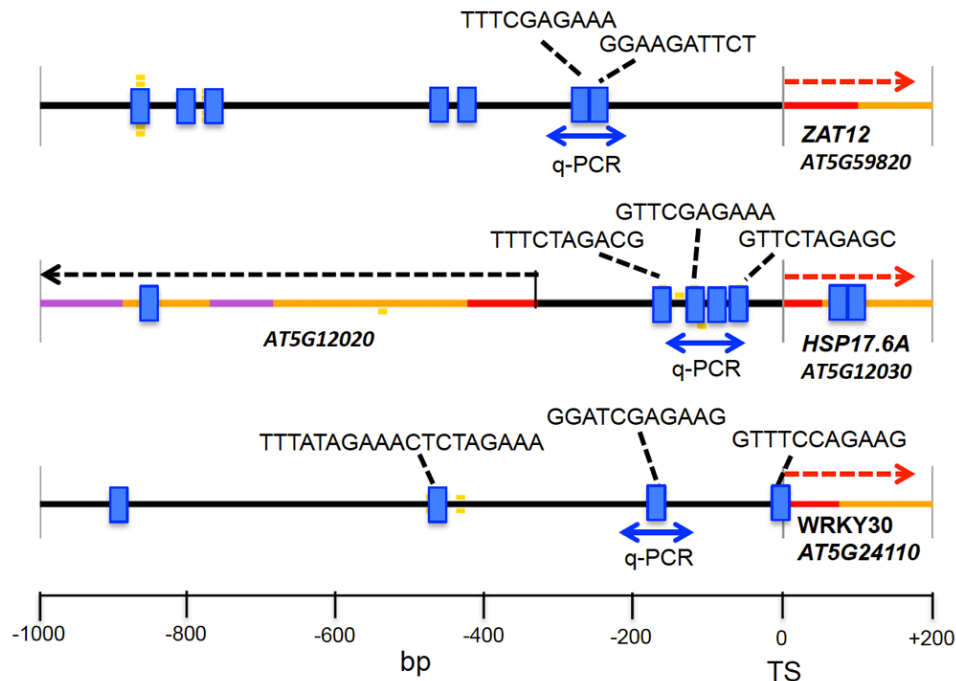 TTTCGAGAAA
GGAAGATTCT
q-PCR
ZAT12
AT5G59820
GTTCGAGAAA
TTTCTAGACG
GTTCTAGAGC
AT5G12020
q-PCR
HSP17.6A
AT5G12030
GGATCGAGAAG
TTTATAGAAACTCTAGAAA
GTTTCCAGAAG
q-PCR
WRKY30
AT5G24110
-1000 -800 -600 -400 -200 0 +200
bp
TS